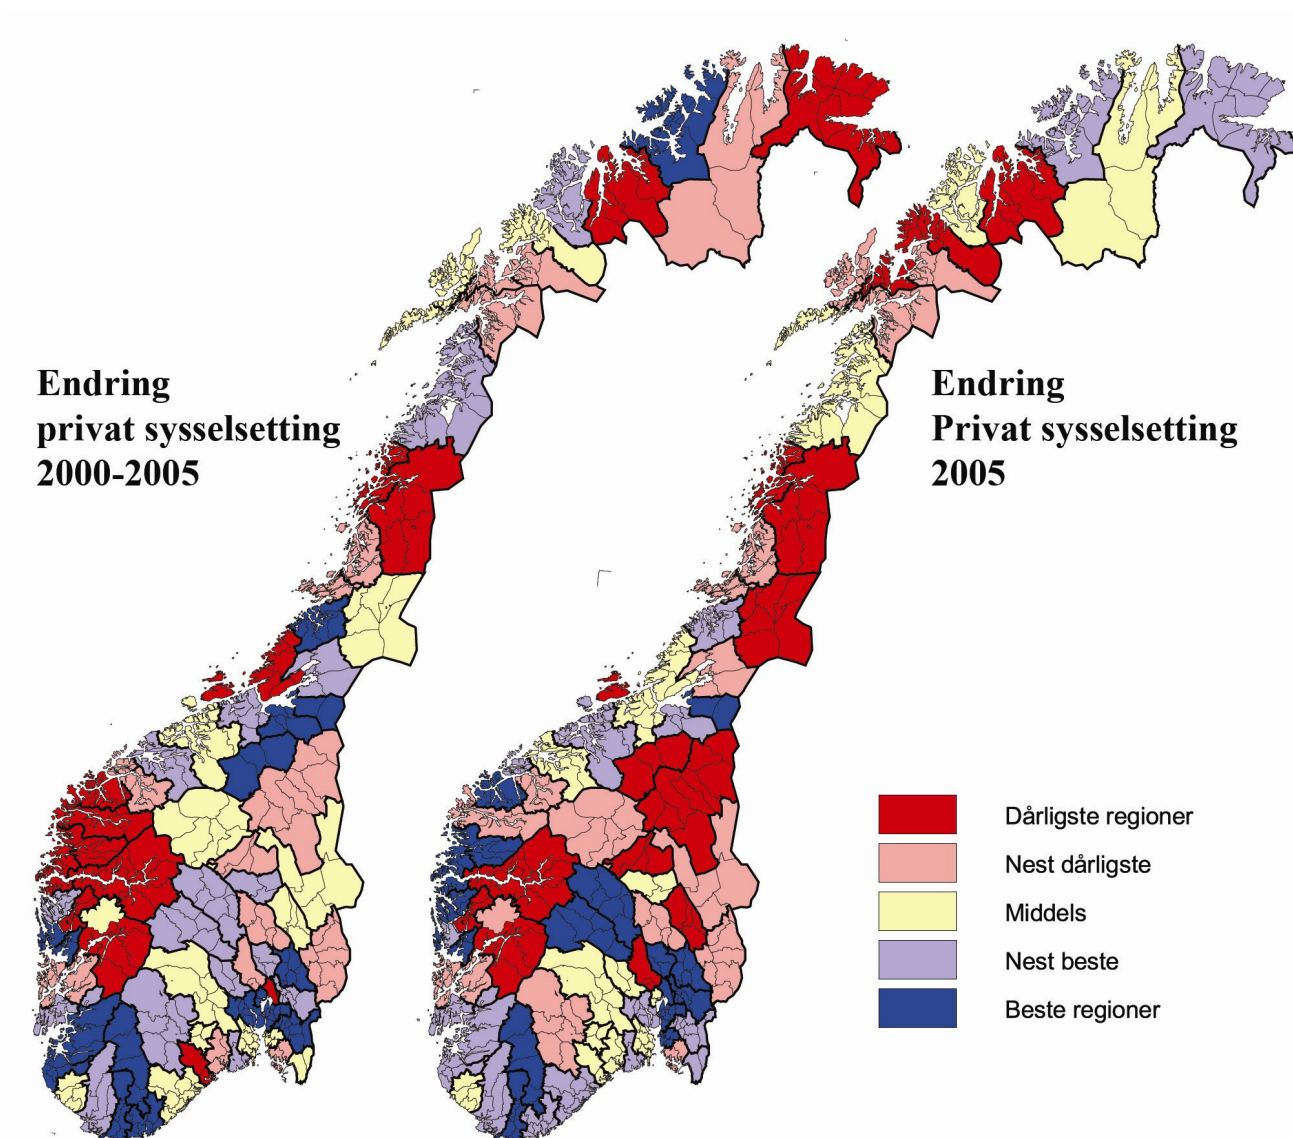 Endring
privat sysselsetting
2000-2005
Endring
Privat sysselsetting
2005
Dårligste regioner
Nest dårligste
Middels
Nest beste
Beste regioner